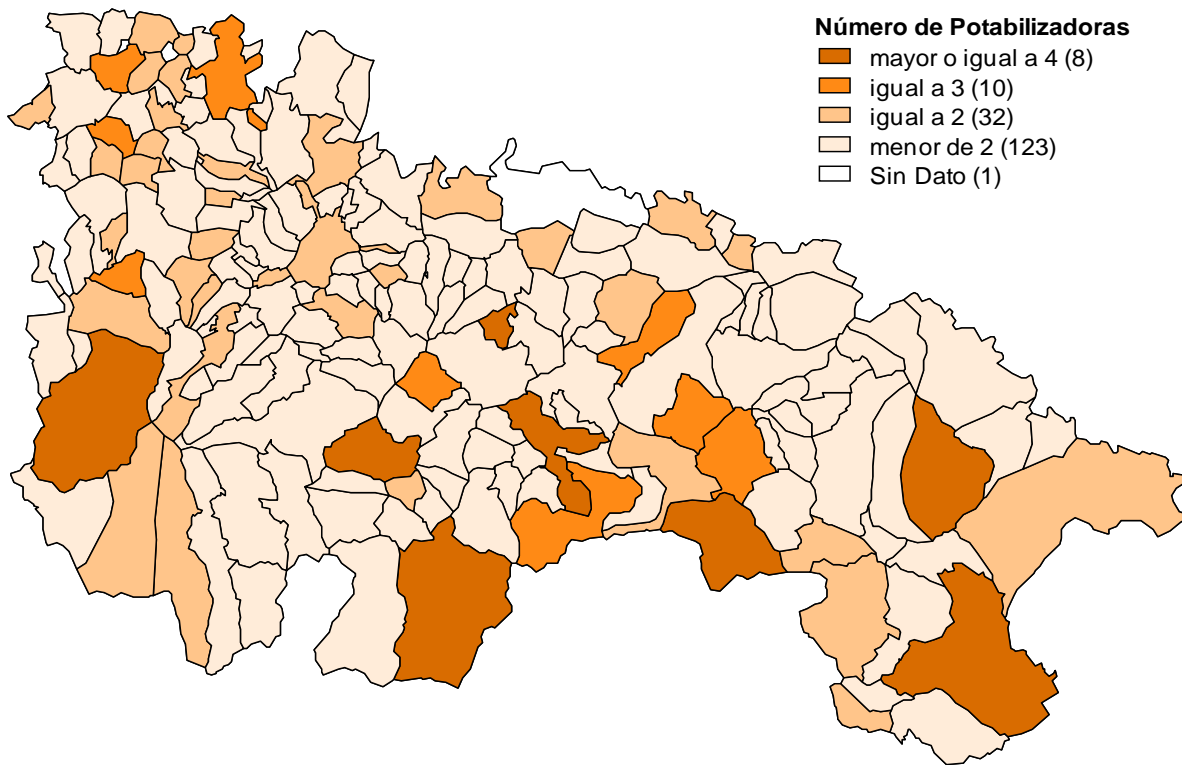 Número de Potabilizadoras
mayor o igual a 4 (8)
igual a 3 (10)
igual a 2 (32)
menor de 2 (123)
Sin Dato (1)